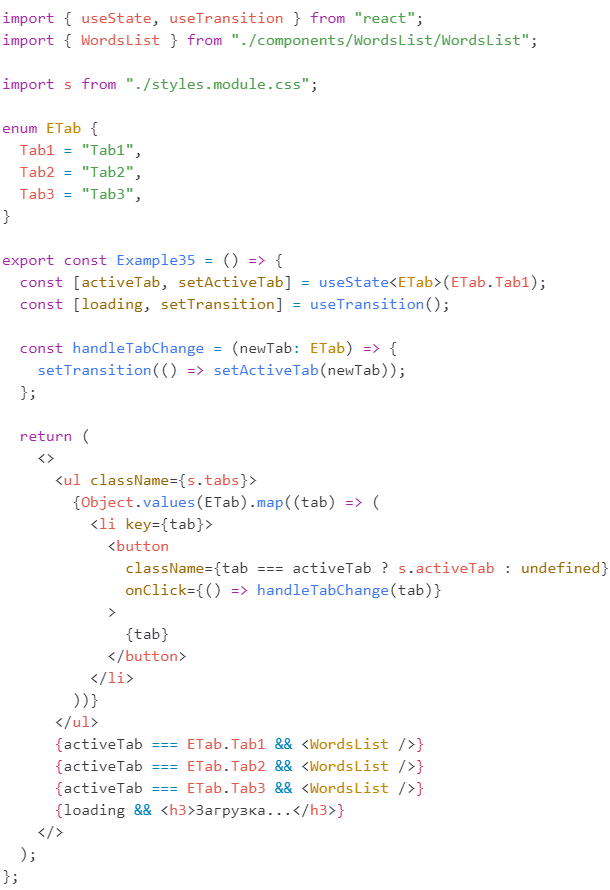 import { useState, useTransition } from "react";
import { WordsList } from "./components/WordsList/WordsList";

import s from "./styles.module.css";

enum ETab {
  Tab1 = "Tab1",
  Tab2 = "Tab2",
  Tab3 = "Tab3",
}

export const Example35 = () => {
  const [activeTab, setActiveTab] = useState<ETab>(ETab.Tab1);
  const [loading, setTransition] = useTransition();

  const handleTabChange = (newTab: ETab) => {
    setTransition(() => setActiveTab(newTab));
  };

  return (
    <>
      <ul className={s.tabs}>
        {Object.values(ETab).map((tab) => (
          <li key={tab}>
            <button
              className={tab === activeTab ? s.activeTab : undefined}
              onClick={() => handleTabChange(tab)}
            >
              {tab}
            </button>
          </li>
        ))}
      </ul>
      {activeTab === ETab.Tab1 && <WordsList />}
      {activeTab === ETab.Tab2 && <WordsList />}
      {activeTab === ETab.Tab3 && <WordsList />}
      {loading && <h3>Загрузка...</h3>}
    </>
  );
};